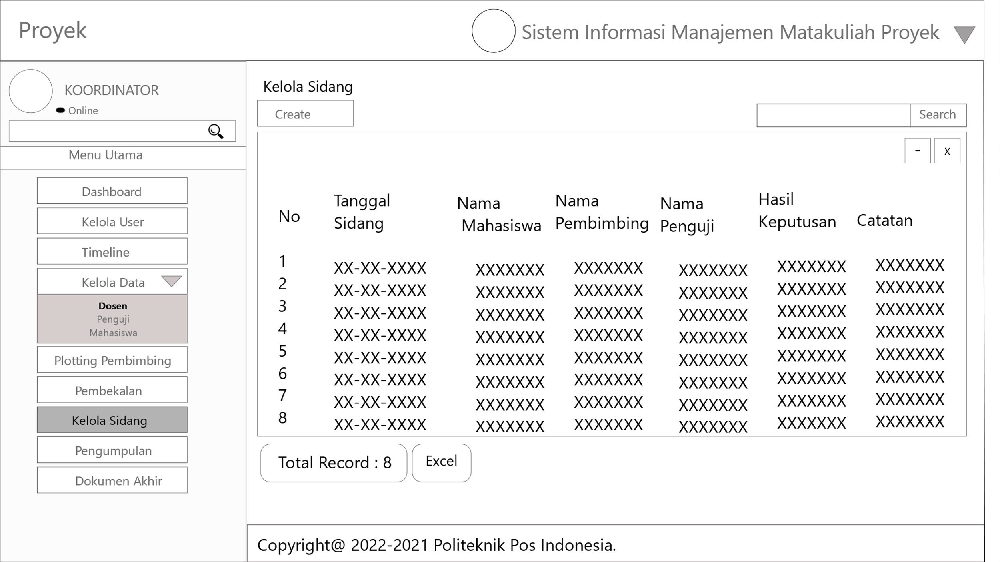 Proyek
Sistem Informasi Manajemen Matakuliah Proyek
KOORDINATOR
Online
Menu Utama
Dashboard
Kelola User
Timeline
Kelola Data
Dosen
Penguji
Mahasiswa
Plotting Pembimbing
Pembekalan
Kelola Sidang
Pengumpulan
Dokumen Akhir
Kelola Sidang
Create
Search
- x
No Tanggal Sidang Nama Mahasiswa Nama Pembimbing Nama Penguji Hasil Keputusan Catatan
1 XX-XX-XXXX XXXXXXX XXXXXXX XXXXXXX XXXXXXX XXXXXXX
2 XX-XX-XXXX XXXXXXX XXXXXXX XXXXXXX XXXXXXX XXXXXXX
3 XX-XX-XXXX XXXXXXX XXXXXXX XXXXXXX XXXXXXX XXXXXXX
4 XX-XX-XXXX XXXXXXX XXXXXXX XXXXXXX XXXXXXX XXXXXXX
5 XX-XX-XXXX XXXXXXX XXXXXXX XXXXXXX XXXXXXX XXXXXXX
6 XX-XX-XXXX XXXXXXX XXXXXXX XXXXXXX XXXXXXX XXXXXXX
7 XX-XX-XXXX XXXXXXX XXXXXXX XXXXXXX XXXXXXX XXXXXXX
8 XX-XX-XXXX XXXXXXX XXXXXXX XXXXXXX XXXXXXX XXXXXXX
Total Record : 8
Excel
Copyright@ 2022-2021 Politeknik Pos Indonesia.